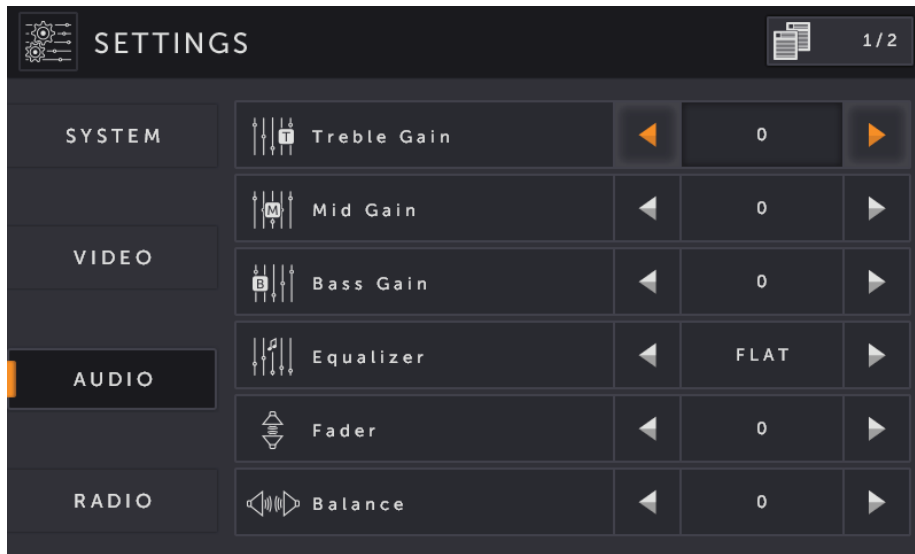 SETTINGS 1/2
SYSTEM
VIDEO
AUDIO
RADIO
T Treble Gain 0
M Mid Gain 0
B Bass Gain 0
Equalizer FLAT
Fader 0
Balance 0